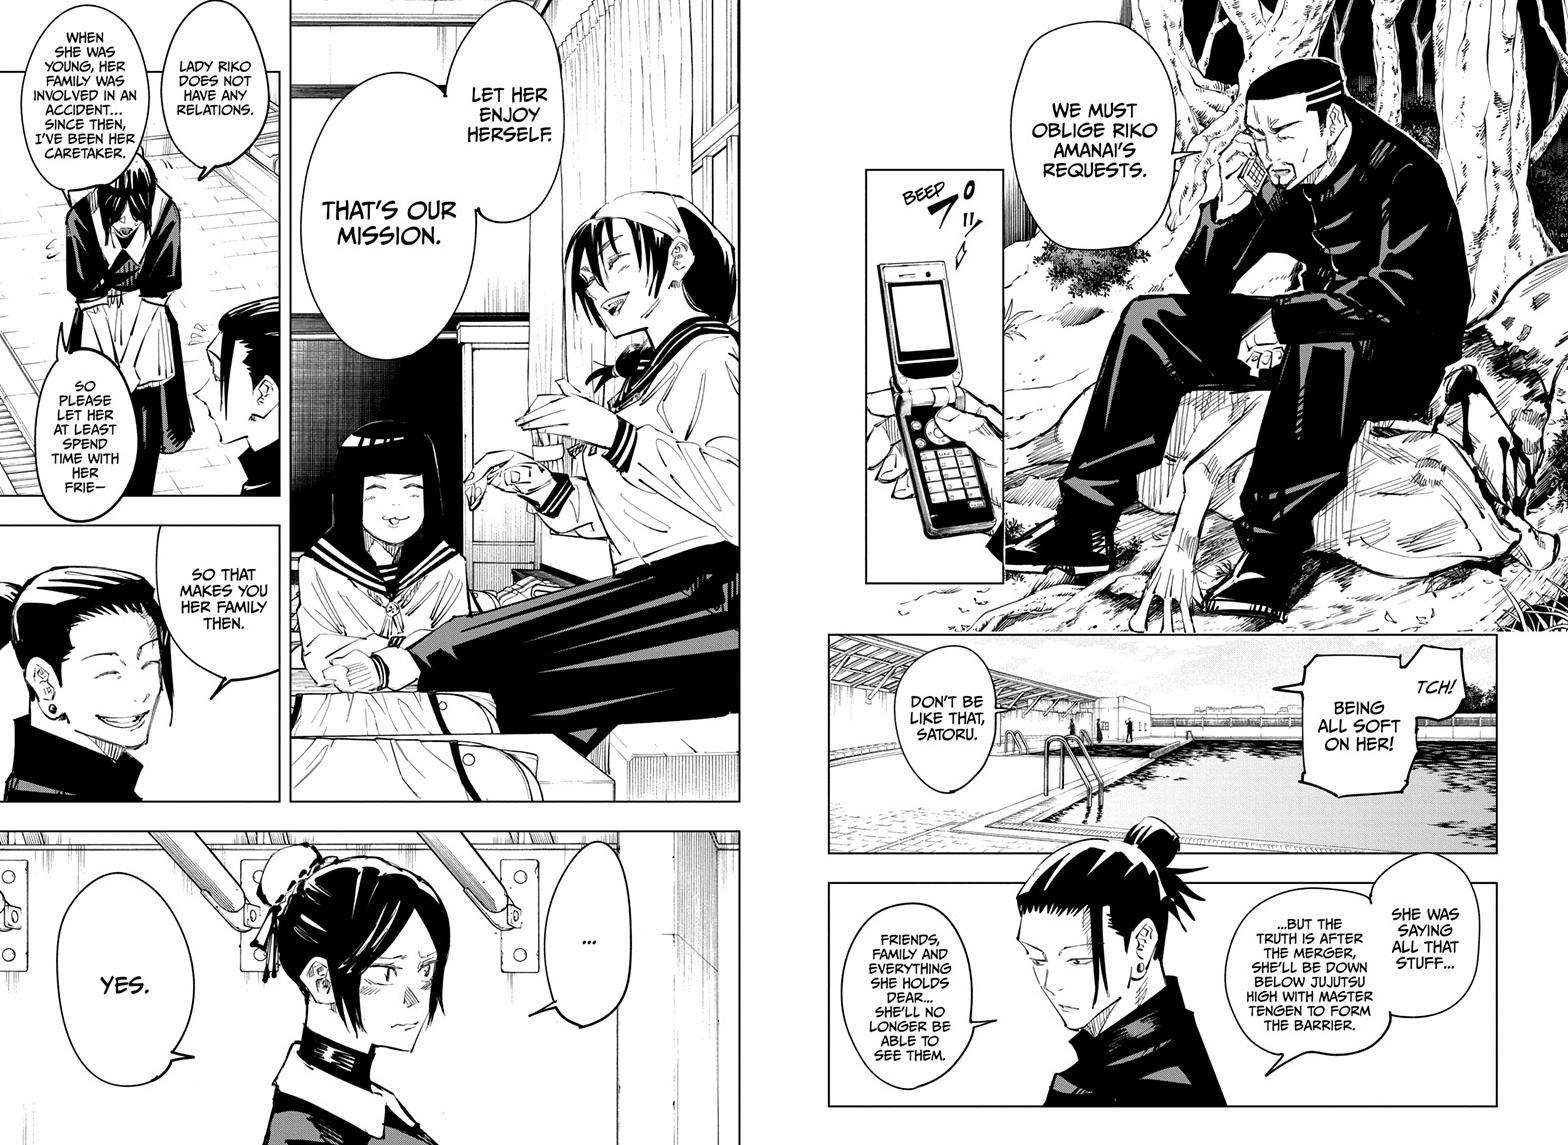 WE MUST
OBLIGE RIKO
AMANAI'S
REQUESTS.
BEEP
TCH!
BEING
ALL SOFT
ON HER!
DON'T BE
LIKE THAT,
SATORU.
SHE WAS
SAYING
ALL THAT
STUFF...
...BUT THE
TRUTH IS AFTER
THE MERGER,
SHE'LL BE DOWN
BELOW JUJUTSU
HIGH WITH MASTER
TENGEN TO FORM
THE BARRIER.
FRIENDS,
FAMILY AND
EVERYTHING
SHE HOLDS
DEAR...
SHE'LL NO
LONGER BE
ABLE TO
SEE THEM.
LET HER
ENJOY
HERSELF.
THAT'S OUR
MISSION.
LADY RIKO
DOES NOT
HAVE ANY
RELATIONS.
WHEN
SHE WAS
YOUNG, HER
FAMILY WAS
INVOLVED IN AN
ACCIDENT...
SINCE THEN,
I'VE BEEN HER
CARETAKER.
SO
PLEASE
LET HER
AT LEAST
SPEND
TIME WITH
HER
FRIE—
SO THAT
MAKES YOU
HER FAMILY
THEN.
...
YES.